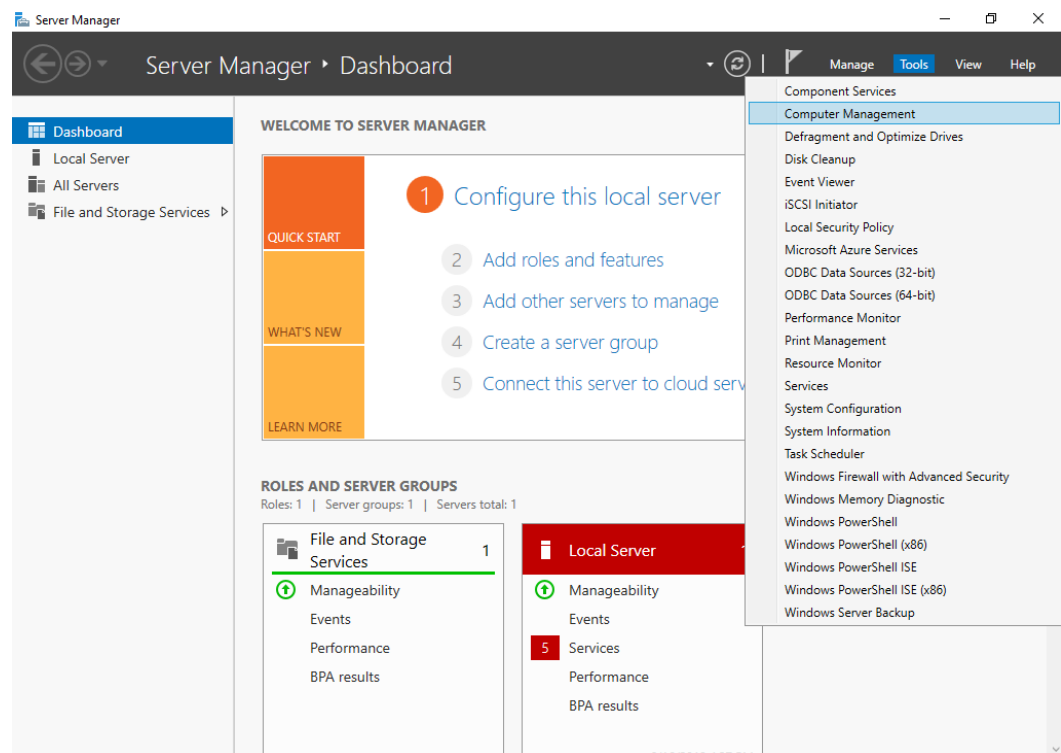 Server Manager
Server Manager ‣ Dashboard
Manage Tools View Help
Dashboard
Local Server
All Servers
File and Storage Services
WELCOME TO SERVER MANAGER
QUICK START
WHAT'S NEW
LEARN MORE
1 Configure this local server
2 Add roles and features
3 Add other servers to manage
4 Create a server group
5 Connect this server to cloud serv
Component Services
Computer Management
Defragment and Optimize Drives
Disk Cleanup
Event Viewer
iSCSI Initiator
Local Security Policy
Microsoft Azure Services
ODBC Data Sources (32-bit)
ODBC Data Sources (64-bit)
Performance Monitor
Print Management
Resource Monitor
Services
System Configuration
System Information
Task Scheduler
Windows Firewall with Advanced Security
Windows Memory Diagnostic
Windows PowerShell
Windows PowerShell (x86)
Windows PowerShell ISE
Windows PowerShell ISE (x86)
Windows Server Backup
ROLES AND SERVER GROUPS
Roles: 1 | Server groups: 1 | Servers total: 1
File and Storage
Services
1
Manageability
Events
Performance
BPA results
Local Server
Manageability
Events
5 Services
Performance
BPA results